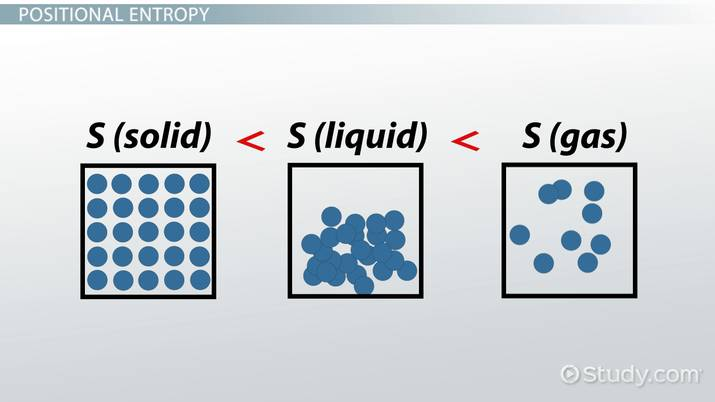 POSITIONAL ENTROPY
S (solid) < S (liquid) < S (gas)
Study.com